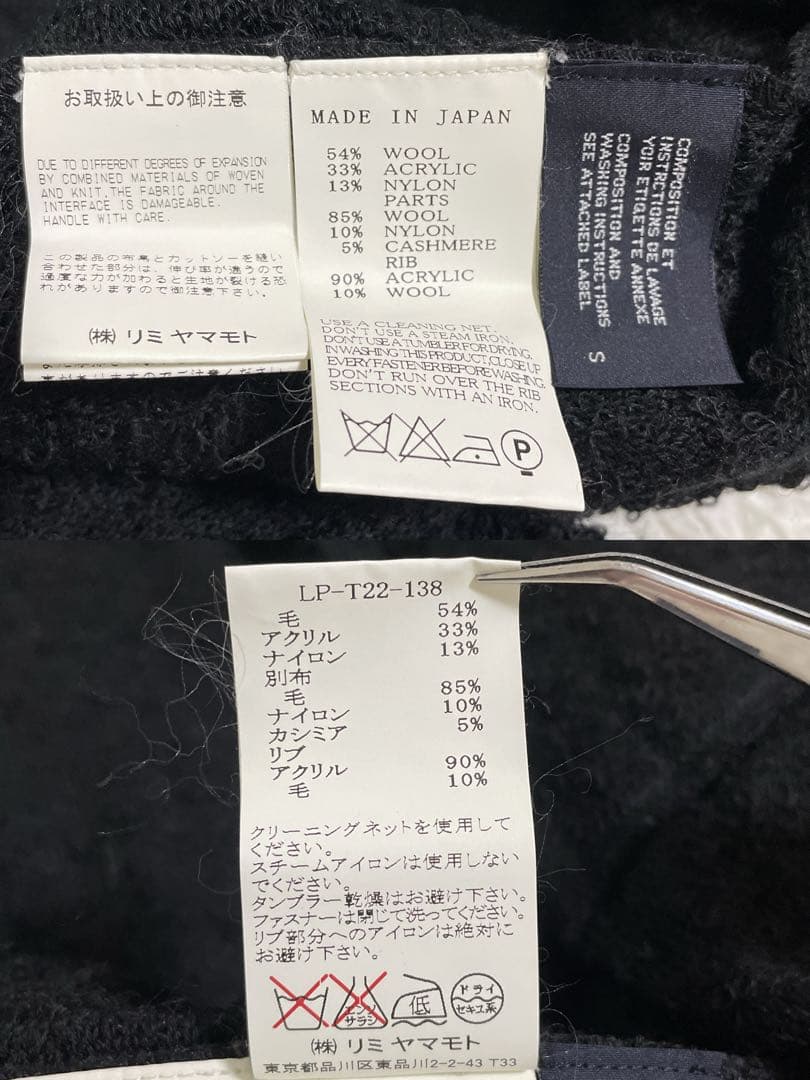 お取扱い上の御注意
DUE TO DIFFERENT DEGREES OF EXPANSION
BY COMBINED MATERIALS OF WOVEN
AND KNIT,THE FABRIC AROUND THE
INTERFACE IS DAMAGEABLE.
HANDLE WITH CARE.
この製品の布帛とカットソーを縫い
合わせた部分は、伸び率が違うので
過度な力が加わると生地が裂ける恐
れがありますので御注意下さい。
(株) リミ ヤマモト
MADE IN JAPAN
54% WOOL
33% ACRYLIC
13% NYLON
PARTS
85% WOOL
10% NYLON
5% CASHMERE
RIB
90% ACRYLIC
10% WOOL
USE A CLEANING NET.
DON'T USE A STEAM IRON.
DON'T USE A TUMBLER FOR DRYING.
IN WASHING THIS PRODUCT, CLOSE UP
EVERY FASTENER BEFORE WASHING.
DON'T RUN OVER THE RIB
SECTIONS WITH AN IRON.
P
COMPOSITION ET
INSTRCTIONS DE LAVAGE
VOIR ETIGETTE ANNEXE
COMPOSITION AND
WASHING INSTRUCTIONS
SEE ATTACHED LABEL
S
LP-T22-138
毛 54%
アクリル 33%
ナイロン 13%
別布
毛 85%
ナイロン 10%
カシミア 5%
リブ
アクリル 90%
毛 10%
クリーニングネットを使用して
ください。
スチームアイロンは使用しない
でください。
タンブラー乾燥はお避け下さい。
ファスナーは閉じて洗ってください。
リブ部分へのアイロンは絶対に
お避け下さい。
エンソ
サラシ
低
ドライ
セキユ系
(株) リミ ヤマモト
東京都品川区東品川2-2-43 T33